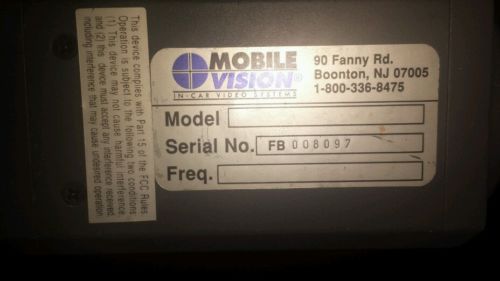 MOBILE
VISION®
IN-CAR VIDEO SYSTEMS
90 Fanny Rd.
Boonton, NJ 07005
1-800-336-8475
Model
Serial No. FB 008097
Freq.
This device complies with Part 15 of the FCC Rules
Operation is subject to the following two conditions:
(1) This device may not cause harmful interference,
and (2) this device must accept any interference received
including interference that may cause undesired operation